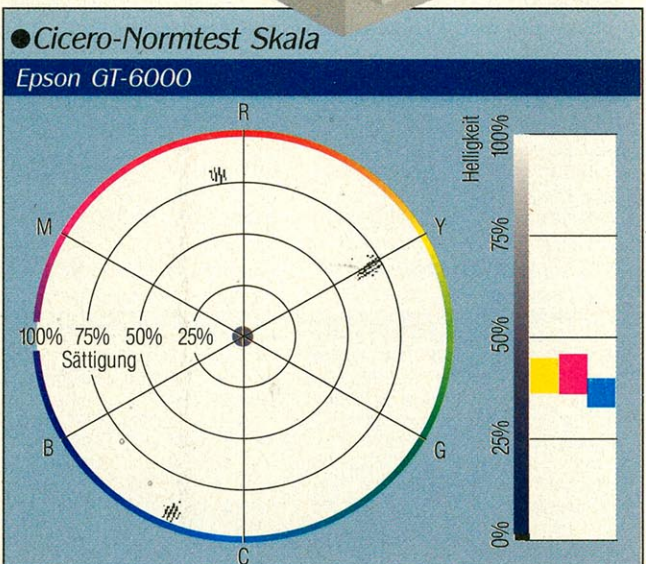 ●Cicero-Normtest Skala
Epson GT-6000
R
M
Y
100% 75% 50% 25%
Sättigung
B
G
C
Helligkeit
100%
75%
50%
25%
0%